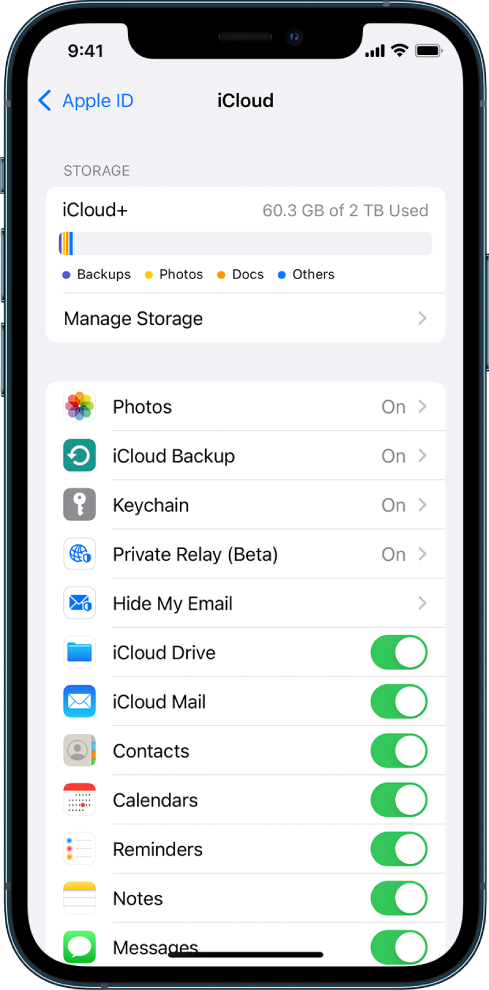 9:41
Apple ID
iCloud
STORAGE
iCloud+ 60.3 GB of 2 TB Used
Backups Photos Docs Others
Manage Storage
Photos On
iCloud Backup On
Keychain On
Private Relay (Beta) On
Hide My Email
iCloud Drive
iCloud Mail
Contacts
Calendars
Reminders
Notes
Messages